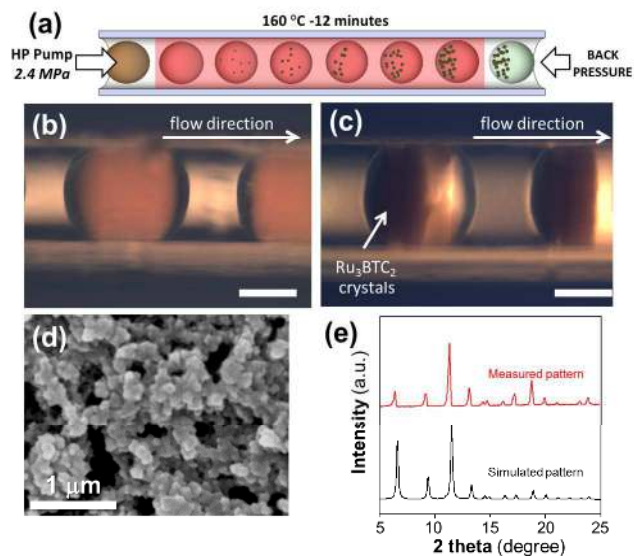 (a)
160 °C -12 minutes
HP Pump
2.4 MPa
BACK
PRESSURE
(b)
flow direction
(c)
flow direction
Ru₃BTC₂
crystals
(d)
1 μm
(e)
Intensity (a.u.)
Measured pattern
Simulated pattern
5 10 15 20 25
2 theta (degree)